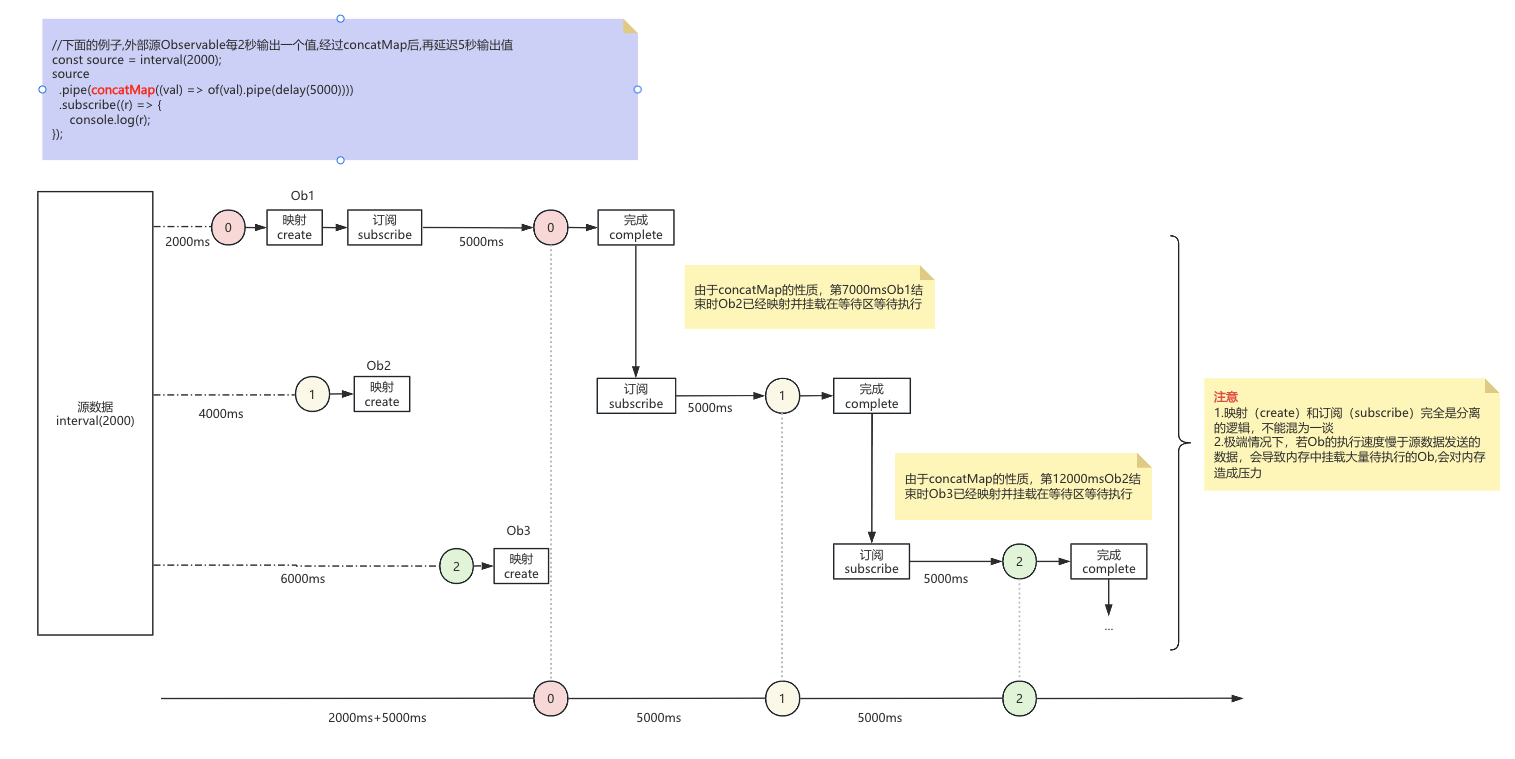 //下面的例子,外部源Observable每2秒输出一个值,经过concatMap后,再延迟5秒输出值
const source = interval(2000);
source
.pipe(concatMap((val) => of(val).pipe(delay(5000))))
.subscribe((r) => {
console.log(r);
});
Ob1
0
映射
create
订阅
subscribe
0
完成
complete
2000ms
5000ms
由于concatMap的性质，第7000msOb1结
束时Ob2已经映射并挂载在等待区等待执行
源数据
interval(2000)
Ob2
1
映射
create
4000ms
订阅
subscribe
5000ms
1
完成
complete
由于concatMap的性质，第12000msOb2结
束时Ob3已经映射并挂载在等待区等待执行
Ob3
2
映射
create
6000ms
订阅
subscribe
5000ms
2
完成
complete
...
注意
1.映射（create）和订阅（subscribe）完全是分离
的逻辑，不能混为一谈
2.极端情况下，若Ob的执行速度慢于源数据发送的
数据，会导致内存中挂载大量待执行的Ob,会对内存
造成压力
0
1
2
2000ms+5000ms
5000ms
5000ms